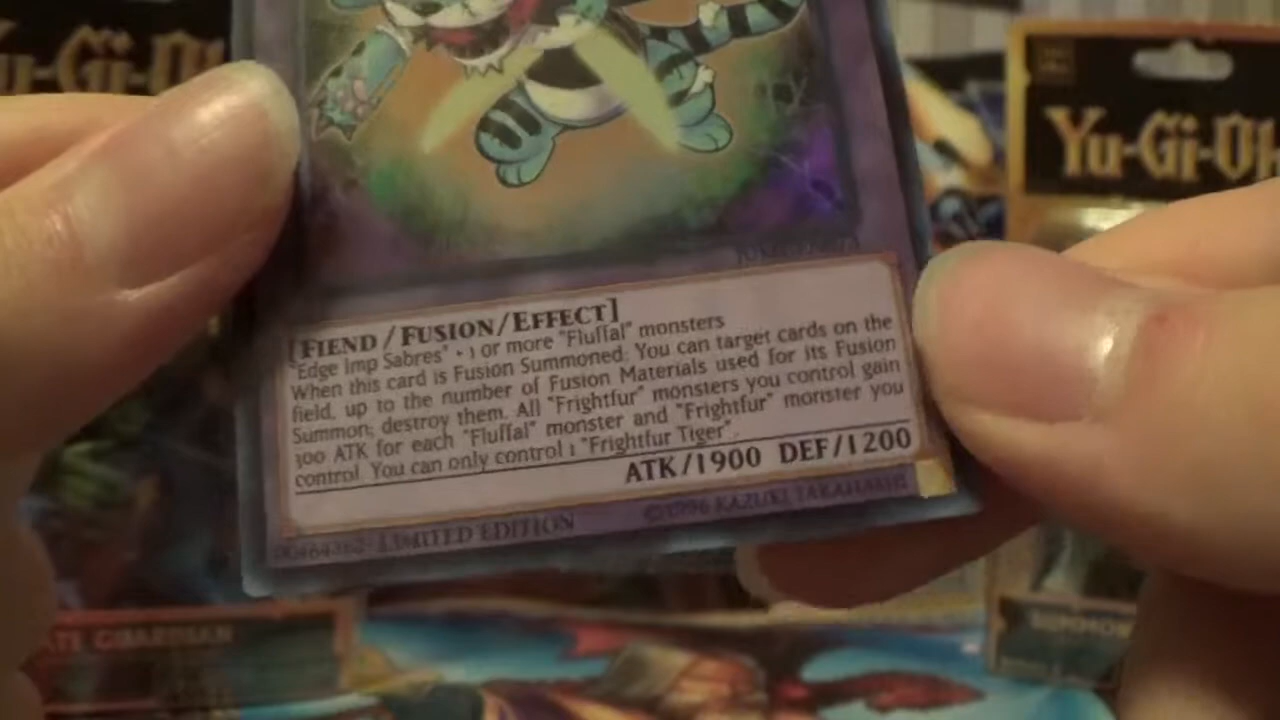 u-Gi-O
Yu-Gi-Oh
[FIEND/FUSION/EFFECT]
"Edge Imp Sabres" + 1 or more "Fluffal" monsters
When this card is Fusion Summoned: You can target cards on the
field, up to the number of Fusion Materials used for its Fusion
Summon; destroy them. All "Frightfur" monsters you control gain
300 ATK for each "Fluffal" monster and "Frightfur" monster you
control. You can only control 1 "Frightfur Tiger".
ATK/1900 DEF/1200
LIMITED EDITION
©1996 KAZUKI TAKAHASHI
ATE GUARDIAN
SUMMON